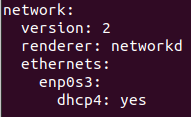 network:
  version: 2
  renderer: networkd
  ethernets:
    enp0s3:
      dhcp4: yes